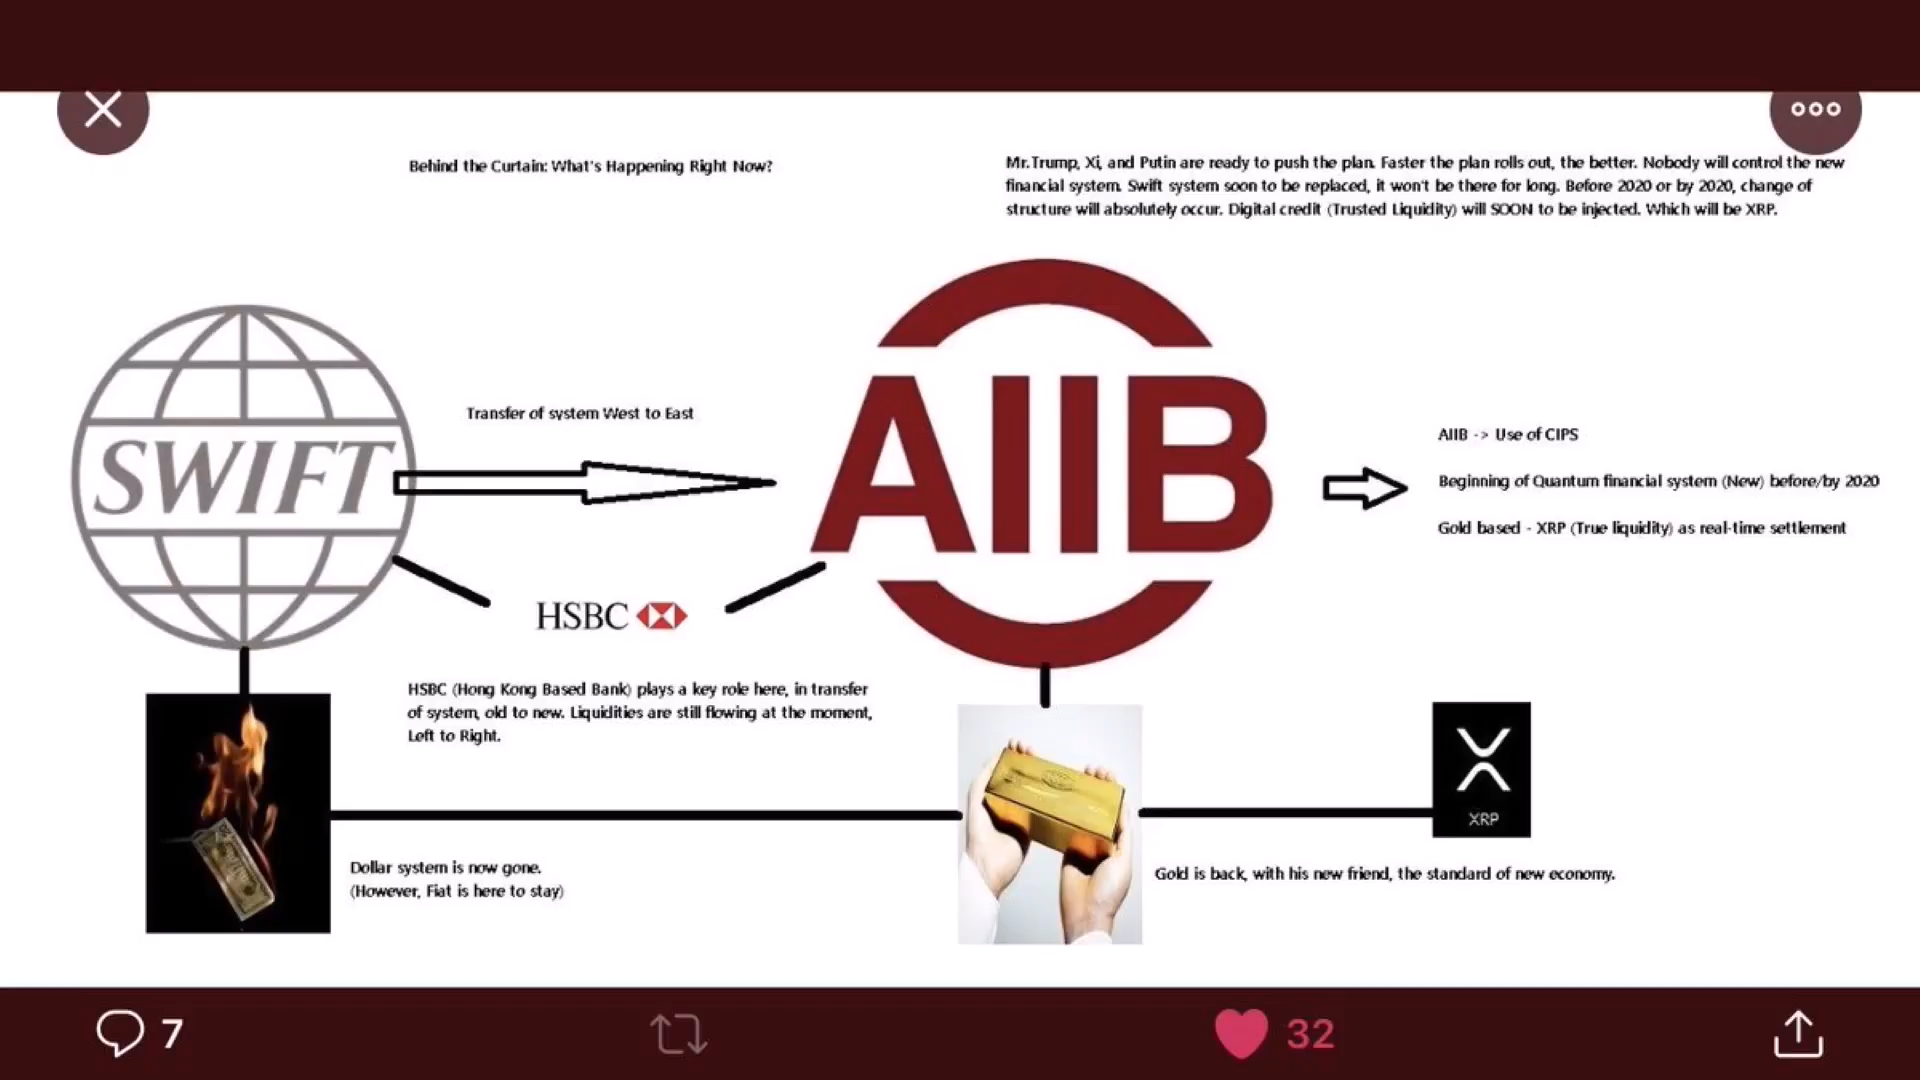 Behind the Curtain: What's Happening Right Now?
Mr.Trump, Xi, and Putin are ready to push the plan. Faster the plan rolls out, the better. Nobody will control the new
financial system. Swift system soon to be replaced, it won't be there for long. Before 2020 or by 2020, change of
structure will absolutely occur. Digital credit (Trusted Liquidity) will SOON to be injected. Which will be XRP.
SWIFT
Transfer of system West to East
AIIB
AIIB -> Use of CIPS
Beginning of Quantum financial system (New) before/by 2020
Gold based - XRP (True liquidity) as real-time settlement
HSBC
HSBC (Hong Kong Based Bank) plays a key role here, in transfer
of system, old to new. Liquidities are still flowing at the moment,
Left to Right.
XRP
Dollar system is now gone.
(However, Fiat is here to stay)
Gold is back, with his new friend, the standard of new economy.
7
32